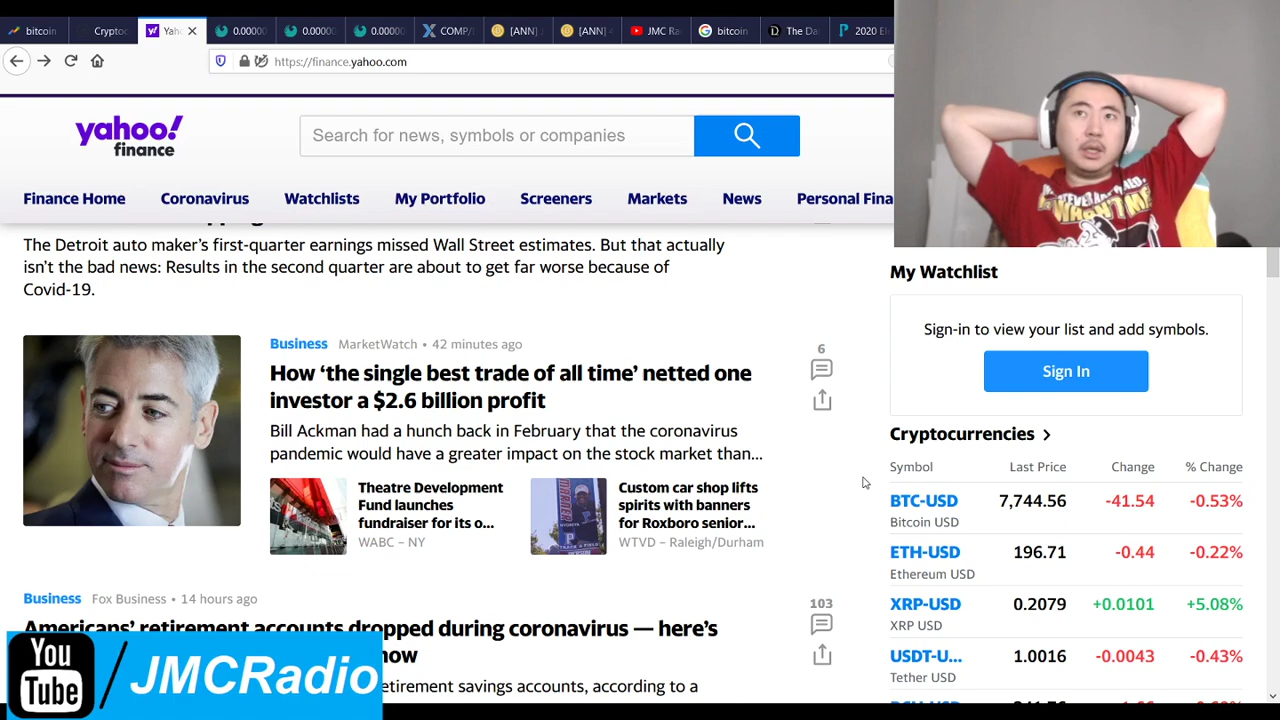 bitcoin
Cryptoc
Yah
0.00000
0.00000
0.00000
COMP/
[ANN]
[ANN]
JMC Ra
bitcoin
The Da
2020 El
https://finance.yahoo.com
yahoo!
finance
Search for news, symbols or companies
Finance Home
Coronavirus
Watchlists
My Portfolio
Screeners
Markets
News
Personal Fina
The Detroit auto maker's first-quarter earnings missed Wall Street estimates. But that actually
isn't the bad news: Results in the second quarter are about to get far worse because of
Covid-19.
Business MarketWatch • 42 minutes ago
6
How 'the single best trade of all time' netted one
investor a $2.6 billion profit
Bill Ackman had a hunch back in February that the coronavirus
pandemic would have a greater impact on the stock market than...
Theatre Development
Fund launches
fundraiser for its o...
WABC – NY
Custom car shop lifts
spirits with banners
for Roxboro senior...
WTVD – Raleigh/Durham
Business Fox Business • 14 hours ago
103
Americans' retirement accounts dropped during coronavirus — here's
now
etirement savings accounts, according to a
My Watchlist
Sign-in to view your list and add symbols.
Sign In
Cryptocurrencies
Symbol Last Price Change % Change
BTC-USD 7,744.56 -41.54 -0.53%
Bitcoin USD
ETH-USD 196.71 -0.44 -0.22%
Ethereum USD
XRP-USD 0.2079 +0.0101 +5.08%
XRP USD
USDT-U... 1.0016 -0.0043 -0.43%
Tether USD
You
Tube
/JMCRadio